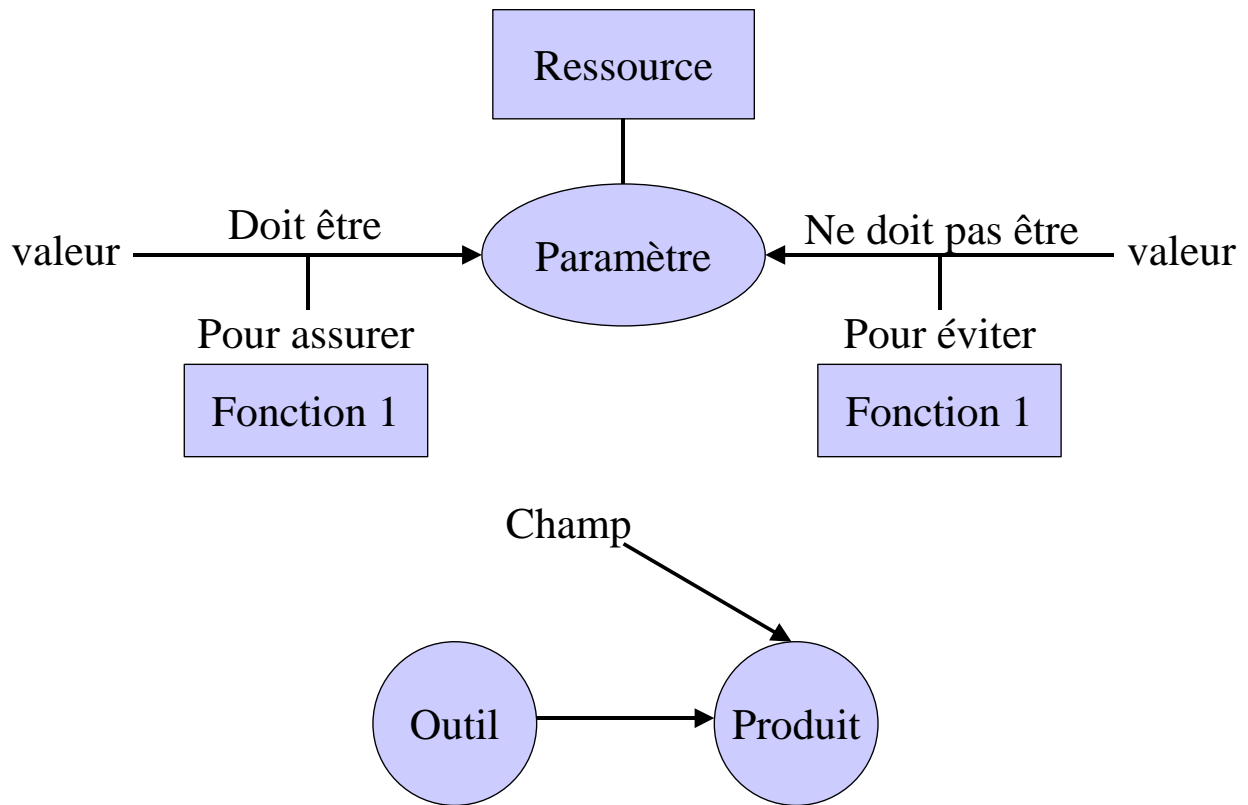 Ressource
Doit être
Ne doit pas être
valeur
Paramètre
valeur
Pour assurer
Pour éviter
Fonction 1
Fonction 1
Champ
Outil
Produit